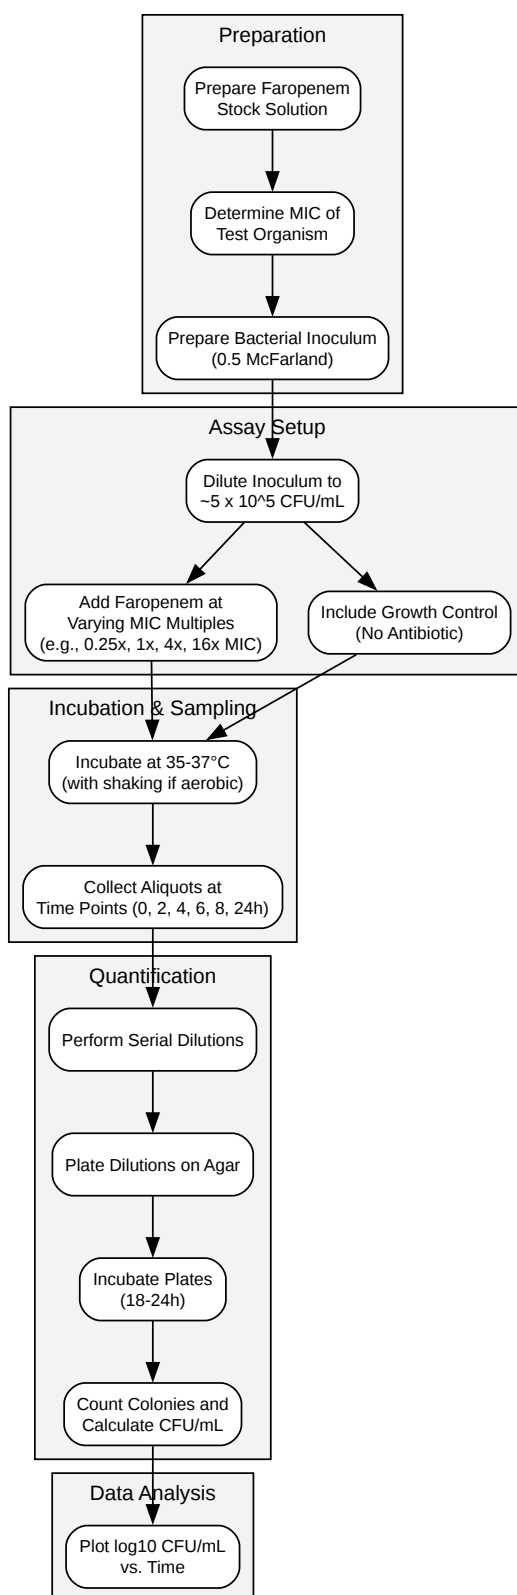 Preparation
Prepare Faropenem
Stock Solution
Determine MIC of
Test Organism
Prepare Bacterial Inoculum
(0.5 McFarland)
Assay Setup
Dilute Inoculum to
~5 x 10^5 CFU/mL
Add Faropenem at
Varying MIC Multiples
(e.g., 0.25x, 1x, 4x, 16x MIC)
Include Growth Control
(No Antibiotic)
Incubation & Sampling
Incubate at 35-37°C
(with shaking if aerobic)
Collect Aliquots at
Time Points (0, 2, 4, 6, 8, 24h)
Quantification
Perform Serial Dilutions
Plate Dilutions on Agar
Incubate Plates
(18-24h)
Count Colonies and
Calculate CFU/mL
Data Analysis
Plot log10 CFU/mL
vs. Time